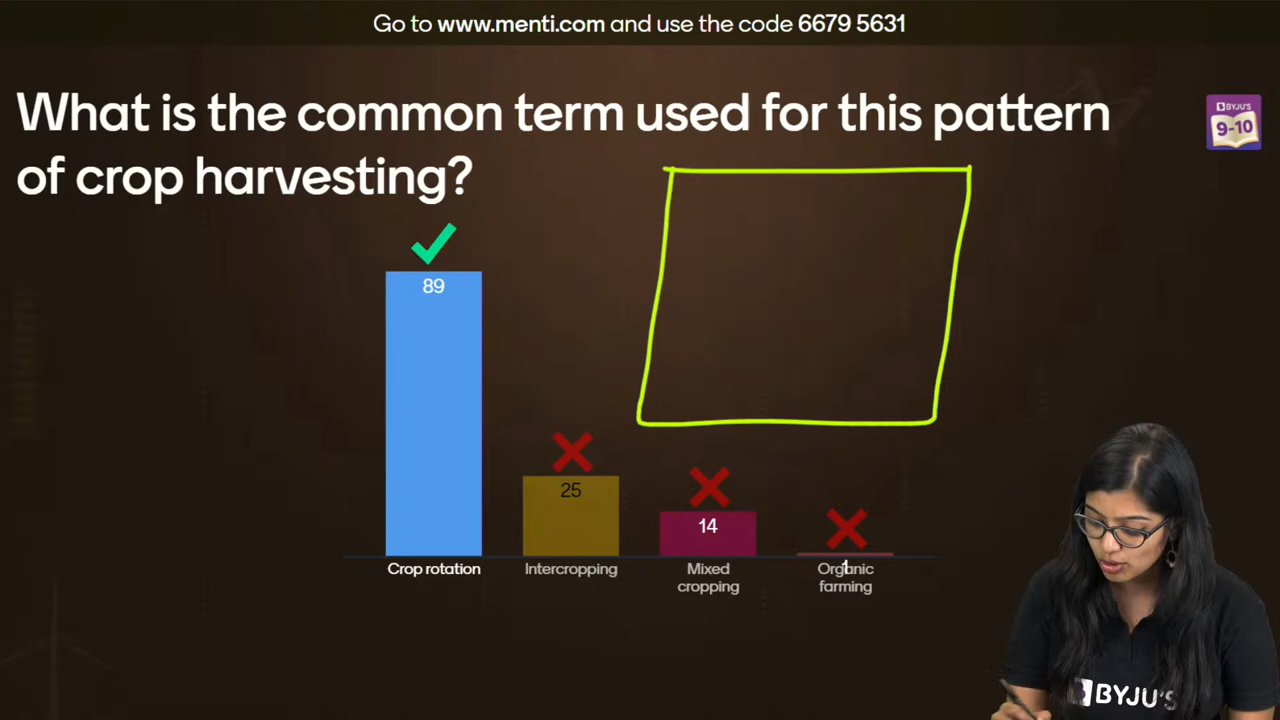 Go to www.menti.com and use the code 6679 5631
What is the common term used for this pattern
of crop harvesting?
BYJU'S
9-10
89
25
14
1
Crop rotation
Intercropping
Mixed
cropping
Organic
farming
BYJU'S